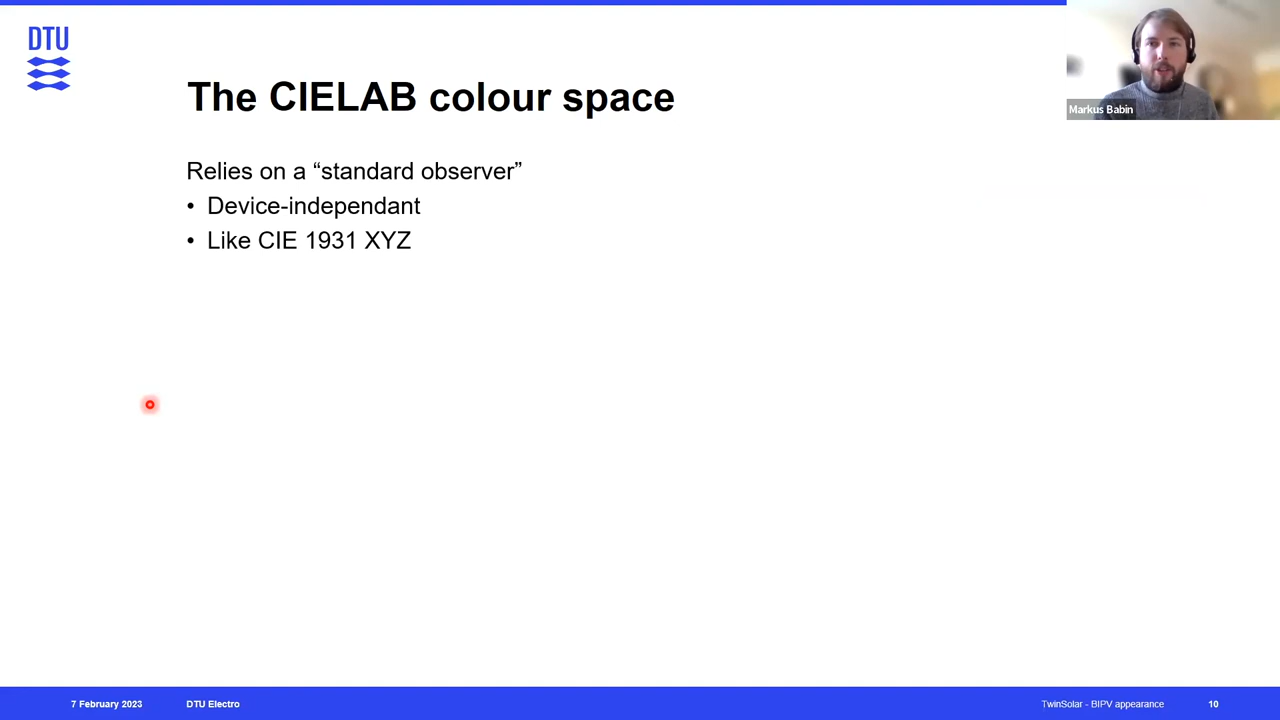 DTU
The CIELAB colour space
Markus Babin
Relies on a “standard observer”
• Device-independant
• Like CIE 1931 XYZ
7 February 2023
DTU Electro
TwinSolar - BIPV appearance
10